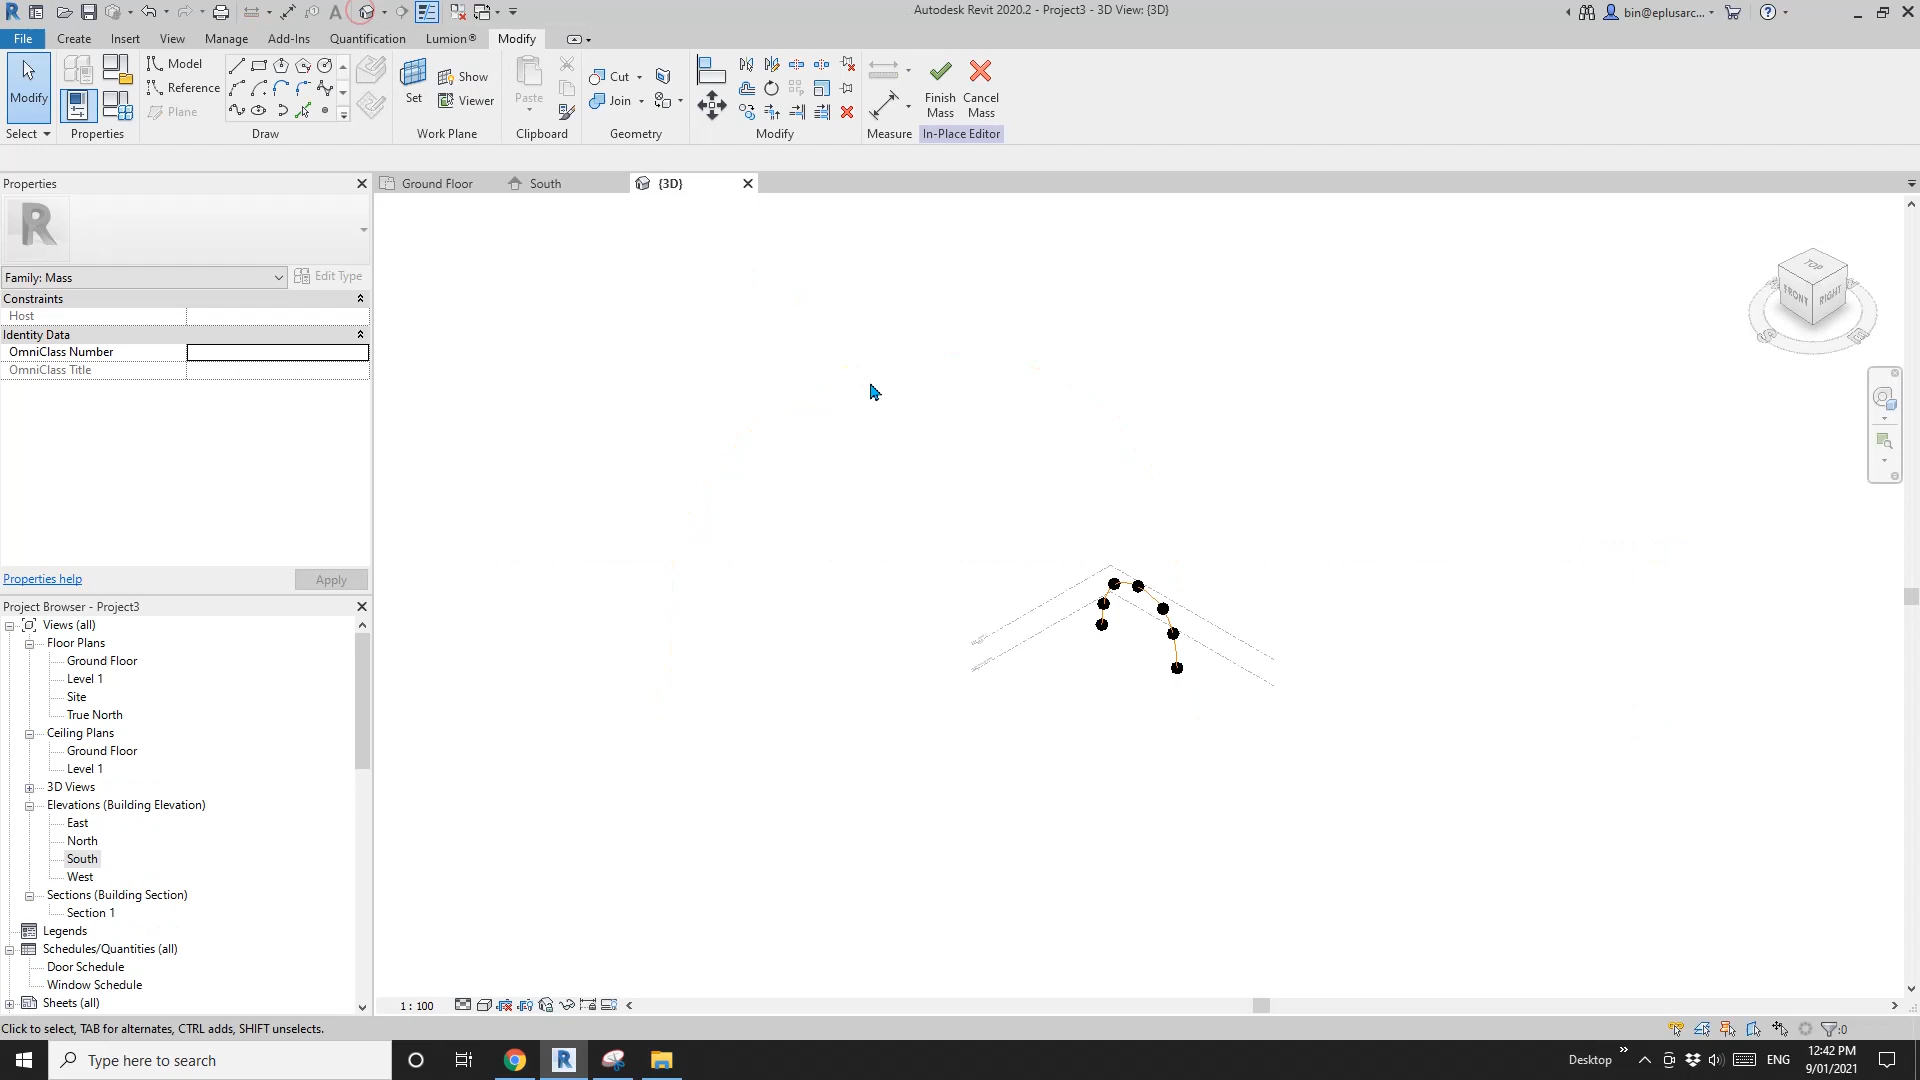 Autodesk Revit 2020.2 - Project3 - 3D View: {3D}
bin@eplusarc...
File Create Insert View Manage Add-Ins Quantification Lumion® Modify
Modify
Select
Properties
Model
Reference
Plane
Draw
Set
Show
Viewer
Work Plane
Paste
Clipboard
Cut
Join
Geometry
Modify
Measure
Finish Mass
Cancel Mass
In-Place Editor
Properties
Ground Floor
South
{3D}
Family: Mass
Edit Type
Constraints
Host
Identity Data
OmniClass Number
OmniClass Title
Properties help
Apply
TOP
FRONT
RIGHT
S
E
Project Browser - Project3
Views (all)
Floor Plans
Ground Floor
Level 1
Site
True North
Ceiling Plans
Ground Floor
Level 1
3D Views
Elevations (Building Elevation)
East
North
South
West
Sections (Building Section)
Section 1
Legends
Schedules/Quantities (all)
Door Schedule
Window Schedule
Sheets (all)
1 : 100
Click to select, TAB for alternates, CTRL adds, SHIFT unselects.
:0
Type here to search
Desktop
ENG
12:42 PM
9/01/2021